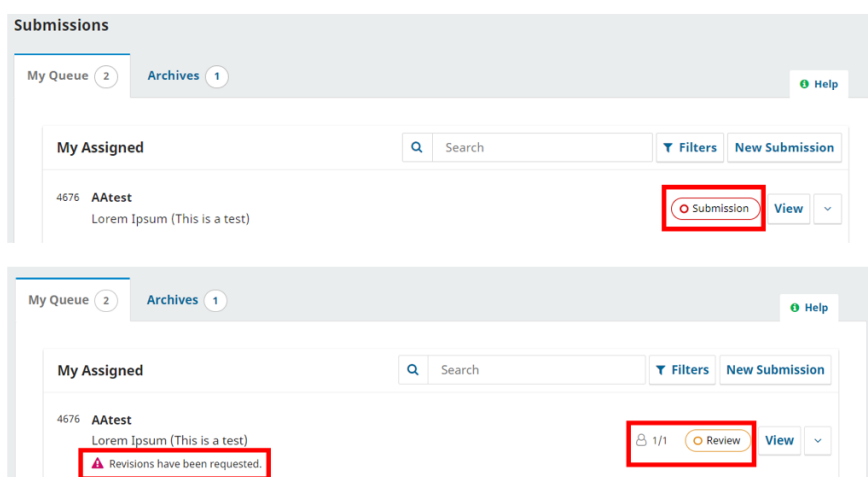 Submissions
My Queue 2 Archives 1
Help
My Assigned Search Filters New Submission
4676 AAtest Submission View
Lorem Ipsum (This is a test)
My Queue 2 Archives 1
Help
My Assigned Search Filters New Submission
4676 AAtest
Lorem Ipsum (This is a test) 1/1 Review View
Revisions have been requested.